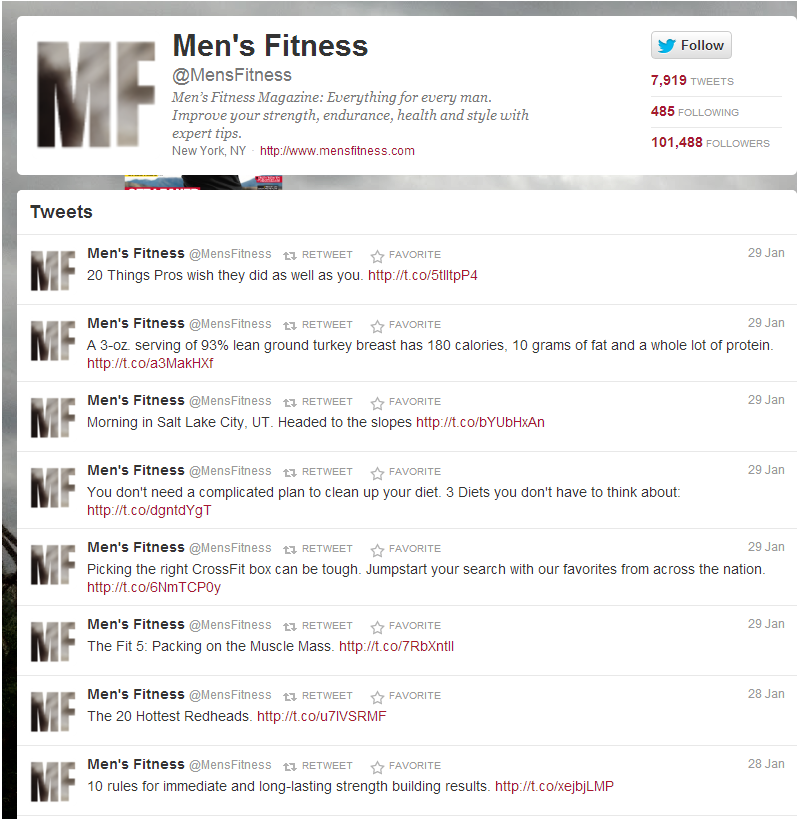 MF
Men's Fitness
@MensFitness
Men's Fitness Magazine: Everything for every man.
Improve your strength, endurance, health and style with
expert tips.
New York, NY · http://www.mensfitness.com
Follow
7,919 TWEETS
485 FOLLOWING
101,488 FOLLOWERS
Tweets
MF
Men's Fitness @MensFitness RETWEET FAVORITE 29 Jan
20 Things Pros wish they did as well as you. http://t.co/5tlltpP4
MF
Men's Fitness @MensFitness RETWEET FAVORITE 29 Jan
A 3-oz. serving of 93% lean ground turkey breast has 180 calories, 10 grams of fat and a whole lot of protein.
http://t.co/a3MakHXf
MF
Men's Fitness @MensFitness RETWEET FAVORITE 29 Jan
Morning in Salt Lake City, UT. Headed to the slopes http://t.co/bYUbHxAn
MF
Men's Fitness @MensFitness RETWEET FAVORITE 29 Jan
You don't need a complicated plan to clean up your diet. 3 Diets you don't have to think about:
http://t.co/dgntdYgT
MF
Men's Fitness @MensFitness RETWEET FAVORITE 29 Jan
Picking the right CrossFit box can be tough. Jumpstart your search with our favorites from across the nation.
http://t.co/6NmTCP0y
MF
Men's Fitness @MensFitness RETWEET FAVORITE 29 Jan
The Fit 5: Packing on the Muscle Mass. http://t.co/7RbXntlI
MF
Men's Fitness @MensFitness RETWEET FAVORITE 28 Jan
The 20 Hottest Redheads. http://t.co/u7lVSRMF
MF
Men's Fitness @MensFitness RETWEET FAVORITE 28 Jan
10 rules for immediate and long-lasting strength building results. http://t.co/xejbjLMP